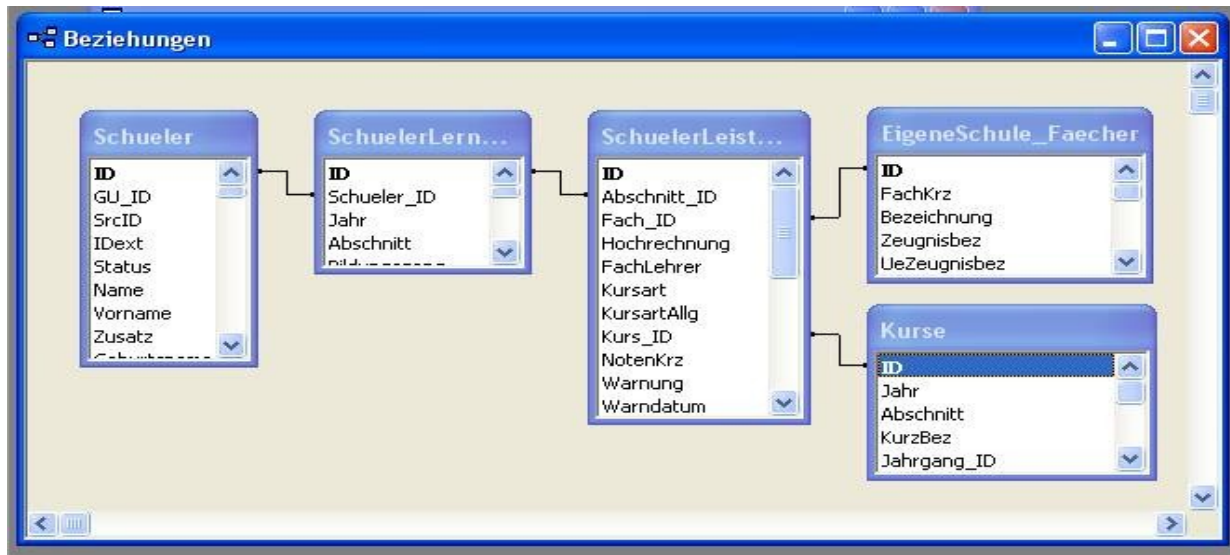 Beziehungen
Schueler
ID
GU_ID
SrcID
IDext
Status
Name
Vorname
Zusatz
SchuelerLern...
ID
Schueler_ID
Jahr
Abschnitt
SchuelerLeist...
ID
Abschnitt_ID
Fach_ID
Hochrechnung
FachLehrer
Kursart
KursartAllg
Kurs_ID
NotenKrz
Warnung
Warndatum
EigeneSchule_Faecher
ID
FachKrz
Bezeichnung
Zeugnisbez
UeZeugnisbez
Kurse
ID
Jahr
Abschnitt
KurzBez
Jahrgang_ID